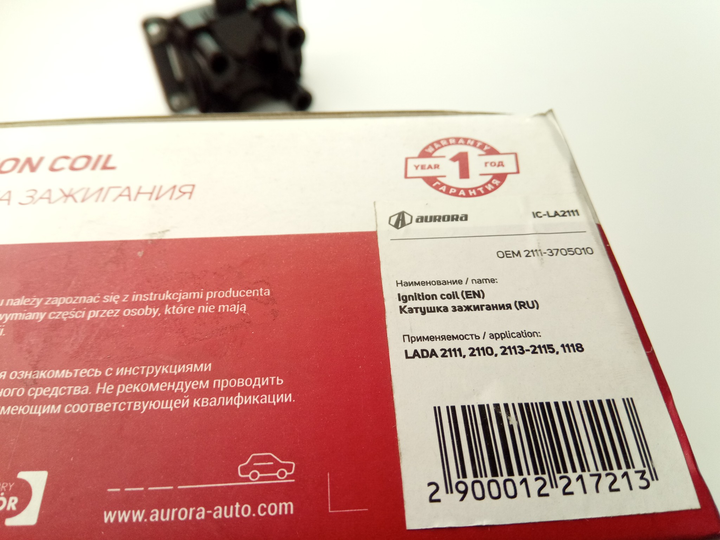 ON COIL
А ЗАЖИГАНИЯ
WARRANTY
YEAR 1 ГОД
ГАРАНТИЯ
AURORA IC-LA2111
OEM 2111-3705010
Наименование / name:
Ignition coil (EN)
Катушка зажигания (RU)
Применяемость / application:
LADA 2111, 2110, 2113-2115, 1118
2 900012 217213
u należy zapoznać się z instrukcjami producenta
wymiany części przez osoby, które nie mają
я ознакомьтесь с инструкциями
ного средства. Не рекомендуем проводить
имеющим соответствующей квалификации.
www.aurora-auto.com